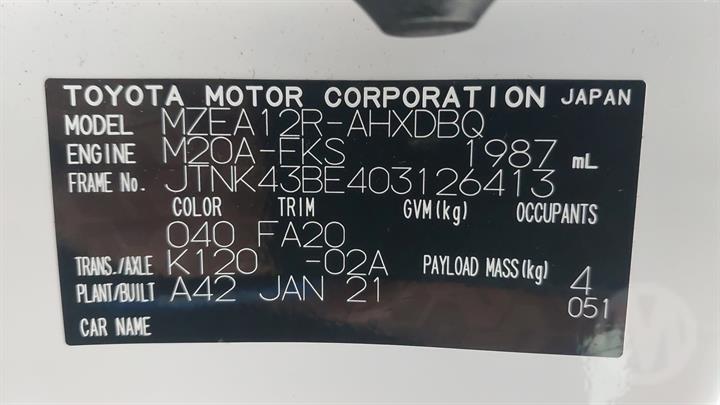 TOYOTA MOTOR CORPORATION JAPAN
MODEL MZEA12R-AHXDBQ
ENGINE M20A-FKS 1987 mL
FRAME No. JTNK43BE403126413
COLOR TRIM GVM(kg) OCCUPANTS
040 FA20
TRANS./AXLE K120 -02A PAYLOAD MASS(kg) 4
PLANT/BUILT A42 JAN 21 051
CAR NAME